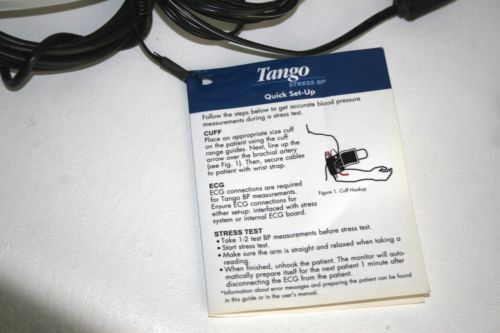 Tango
STRESS BP
Quick Set-Up
Follow the steps below to get accurate blood pressure
measurements during a stress test.
CUFF
Place an appropriate size cuff
on the patient using the cuff
range guides. Next, line up the
arrow over the brachial artery
(see Fig. 1). Then, secure cables
to patient with wrist strap.
Figure 1. Cuff Hookup
ECG
ECG connections are required
for Tango BP measurements.
Ensure ECG connections for
either set-up: interfaced with stress
system or internal ECG board.
STRESS TEST
• Take 1-2 test BP measurements before stress test.
• Start stress test.
• Make sure the arm is straight and relaxed when taking a
reading.
• When finished, unhook the patient. The monitor will auto-
matically prepare itself for the next patient 1 minute after
disconnecting the ECG from the patient.
*Information about error messages and preparing the patient can be found
in this guide or in the user's manual.